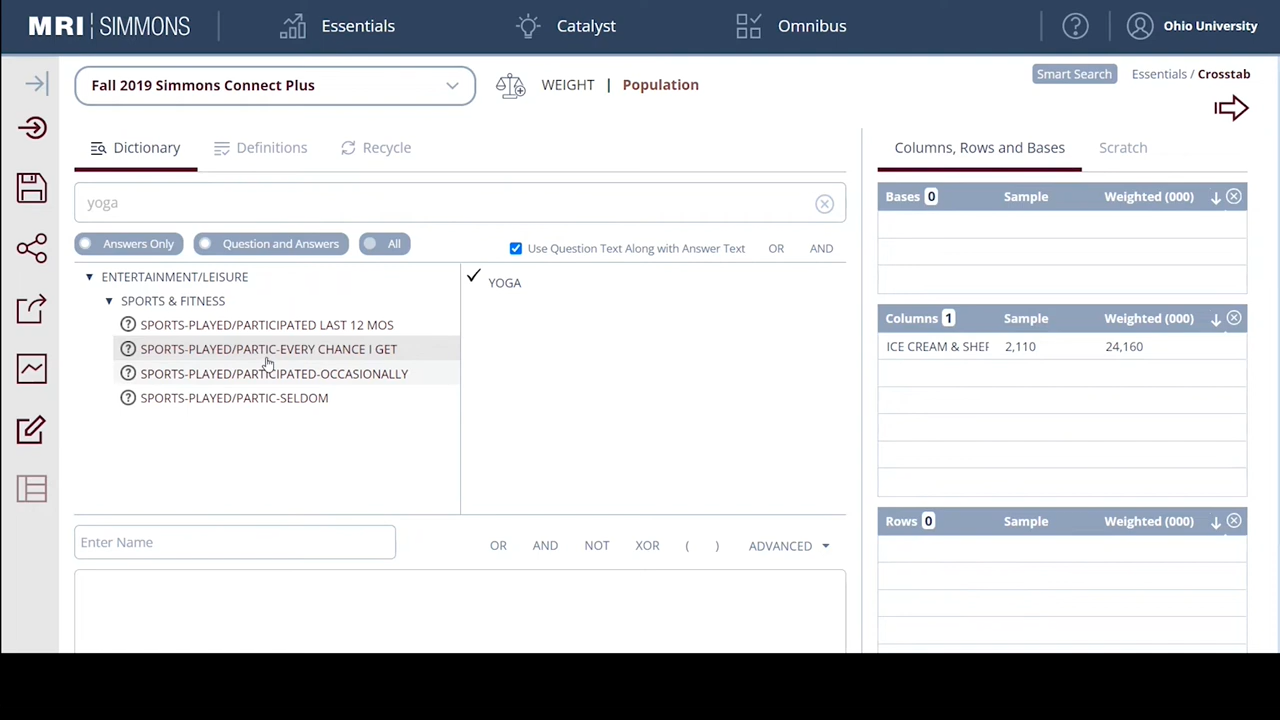 MRI | SIMMONS
Essentials
Catalyst
Omnibus
Ohio University
Fall 2019 Simmons Connect Plus
WEIGHT | Population
Smart Search
Essentials / Crosstab
Dictionary
Definitions
Recycle
Columns, Rows and Bases
Scratch
yoga
Answers Only
Question and Answers
All
Use Question Text Along with Answer Text
OR
AND
ENTERTAINMENT/LEISURE
SPORTS & FITNESS
SPORTS-PLAYED/PARTICIPATED LAST 12 MOS
SPORTS-PLAYED/PARTIC-EVERY CHANCE I GET
SPORTS-PLAYED/PARTICIPATED-OCCASIONALLY
SPORTS-PLAYED/PARTIC-SELDOM
YOGA
Enter Name
OR AND NOT XOR ( ) ADVANCED
Bases 0 Sample Weighted (000)
Columns 1 Sample Weighted (000)
ICE CREAM & SHEF 2,110 24,160
Rows 0 Sample Weighted (000)